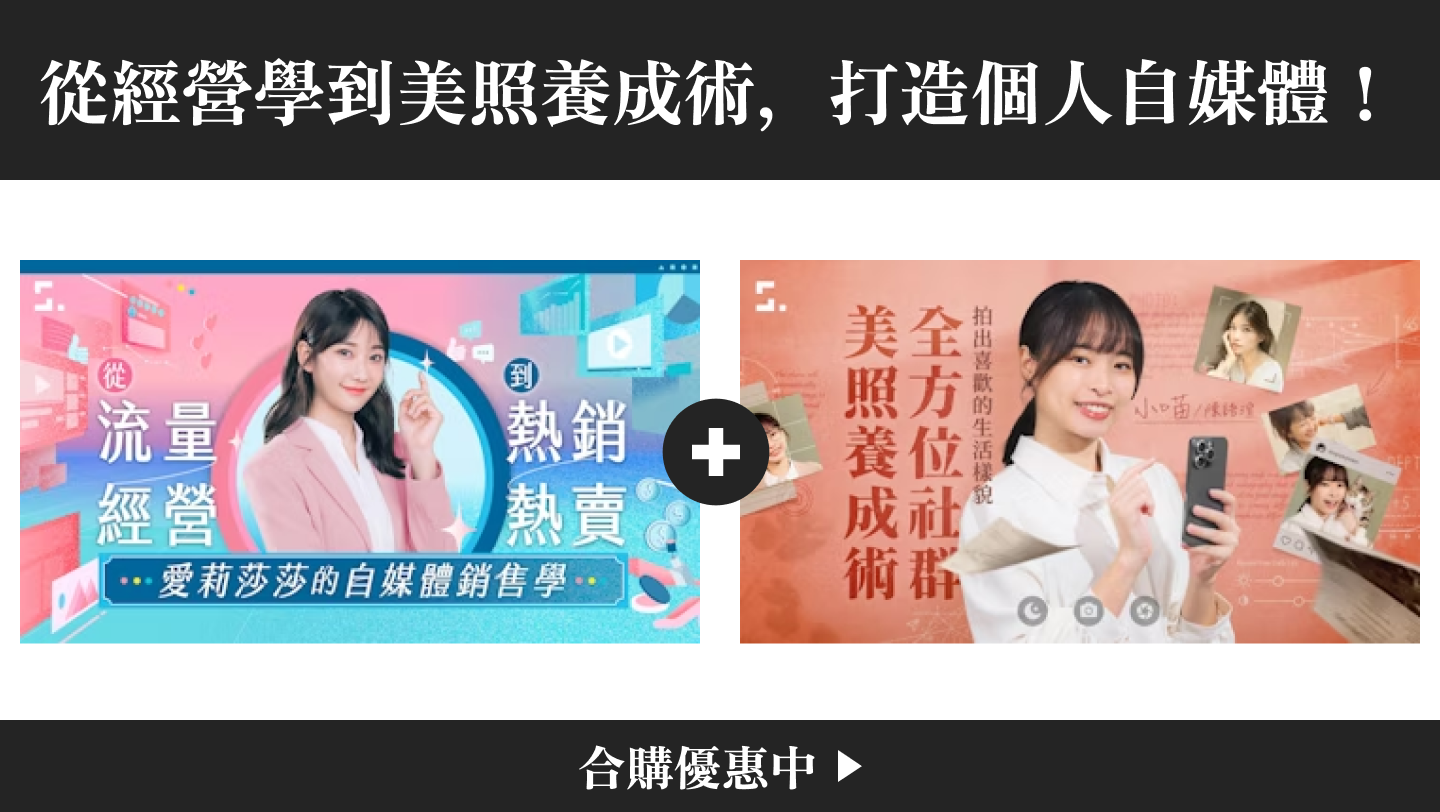 從經營學到美照養成術，打造個人自媒體！
從
流量
經營
到
熱銷
熱賣
愛莉莎莎的自媒體銷售學
拍出喜歡的生活樣貌
全方位社群
美照養成術
小口苗/陳語瑄
合購優惠中